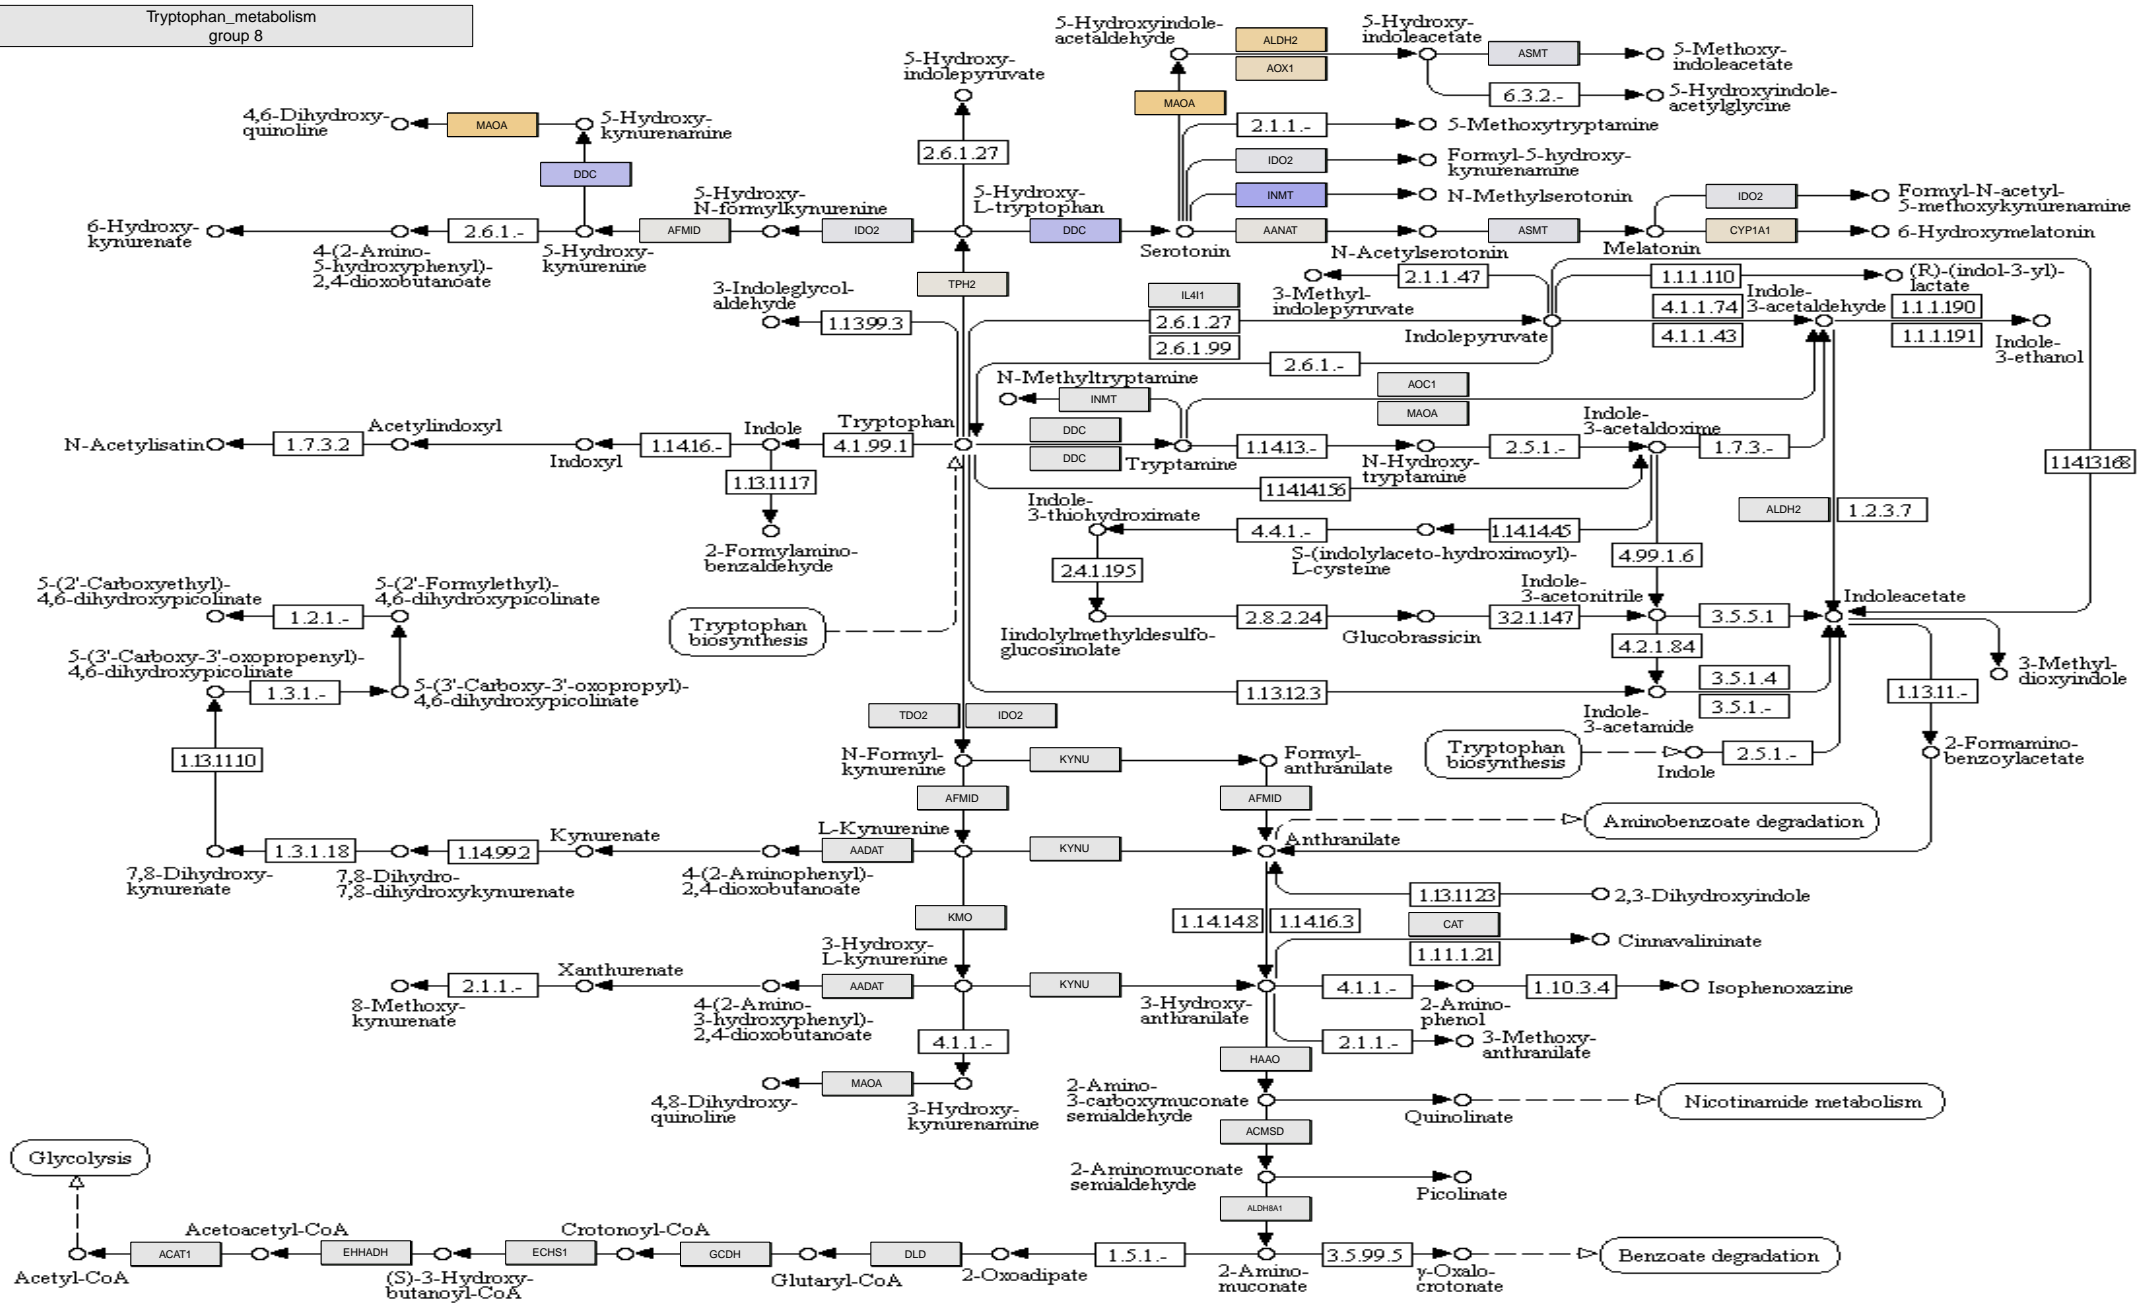 Tryptophan_metabolism
group 8
5-Hydroxyindole-
acetaldehyde
ALDH2
AOX1
5-Hydroxy-
indoleacetate
ASMT
5-Methoxy-
indoleacetate
6.3.2.-
5-Hydroxyindole-
acetylglycine
5-Hydroxy-
indolepyruvate
MAOA
4,6-Dihydroxy-
quinoline
MAOA
5-Hydroxy-
kynurenamine
2.6.1.27
2.1.1.-
5-Methoxytryptamine
IDO2
Formyl-5-hydroxy-
kynurenamine
INMT
N-Methylserotonin
DDC
5-Hydroxy-
N-formylkynurenine
5-Hydroxy-
L-tryptophan
IDO2
Formyl-N-acetyl-
5-methoxykynurenamine
6-Hydroxy-
kynurenate
2.6.1.-
AFMID
IDO2
DDC
AANAT
ASMT
CYP1A1
6-Hydroxymelatonin
4-(2-Amino-
5-hydroxyphenyl)-
2,4-dioxobutanoate
5-Hydroxy-
kynurenine
Serotonin
N-Acetylserotonin
Melatonin
TPH2
3-Indoleglycol-
aldehyde
1.13.99.3
IL4I1
2.6.1.27
2.6.1.99
3-Methyl-
indolepyruvate
2.1.1.47
1.1.1.110
(R)-(indol-3-yl)-
lactate
Indolepyruvate
4.1.1.74
4.1.1.43
Indole-
3-acetaldehyde
1.1.1.190
1.1.1.191
Indole-
3-ethanol
2.6.1.-
N-Methyltryptamine
INMT
AOC1
MAOA
N-Acetylisatin
1.7.3.2
Acetylindoxyl
Indoxyl
1.14.16.-
Indole
4.1.99.1
Tryptophan
DDC
DDC
Tryptamine
1.14.13.-
N-Hydroxy-
tryptamine
2.5.1.-
Indole-
3-acetaldoxime
1.7.3.-
1.14.13.168
1.13.11.17
2-Formylamino-
benzaldehyde
1.14.14.156
Indole-
3-thiohydroximate
4.4.1.-
1.14.14.45
S-(indolylaceto-hydroximoyl)-
L-cysteine
ALDH2
1.2.3.7
2.4.1.195
4.99.1.6
5-(2'-Carboxyethyl)-
4,6-dihydroxypicolinate
1.2.1.-
5-(2'-Formylethyl)-
4,6-dihydroxypicolinate
Tryptophan
biosynthesis
Iindolylmethyldesulfo-
glucosinolate
2.8.2.24
Glucobrassicin
3.2.1.147
Indole-
3-acetonitrile
3.5.5.1
Indoleacetate
4.2.1.84
5-(3'-Carboxy-3'-oxopropenyl)-
4,6-dihydroxypicolinate
1.3.1.-
5-(3'-Carboxy-3'-oxopropyl)-
4,6-dihydroxypicolinate
1.13.12.3
3.5.1.4
3.5.1.-
Indole-
3-acetamide
1.13.11.-
3-Methyl-
dioxyindole
1.13.11.10
TDO2
IDO2
N-Formyl-
kynurenine
KYNU
Formyl-
anthranilate
Tryptophan
biosynthesis
Indole
2.5.1.-
2-Formamino-
benzoylacetate
AFMID
AFMID
Aminobenzoate degradation
7,8-Dihydroxy-
kynurenate
1.3.1.18
7,8-Dihydro-
7,8-dihydroxykynurenate
1.14.99.2
Kynurenate
4-(2-Aminophenyl)-
2,4-dioxobutanoate
AADAT
L-Kynurenine
KYNU
Anthranilate
1.13.11.23
2,3-Dihydroxyindole
KMO
1.14.14.8
1.14.16.3
CAT
1.11.1.21
Cinnavalininate
8-Methoxy-
kynurenate
2.1.1.-
Xanthurenate
4-(2-Amino-
3-hydroxyphenyl)-
2,4-dioxobutanoate
AADAT
3-Hydroxy-
L-kynurenine
KYNU
3-Hydroxy-
anthranilate
4.1.1.-
2-Amino-
phenol
1.10.3.4
Isophenoxazine
4.1.1.-
2.1.1.-
3-Methoxy-
anthranilate
HAAO
4,8-Dihydroxy-
quinoline
MAOA
3-Hydroxy-
kynurenamine
2-Amino-
3-carboxymuconate
semialdehyde
Quinolinate
Nicotinamide metabolism
ACMSD
Glycolysis
2-Aminomuconate
semialdehyde
Picolinate
ALDH8A1
Acetyl-CoA
ACAT1
Acetoacetyl-CoA
EHHADH
(S)-3-Hydroxy-
butanoyl-CoA
ECHS1
Crotonoyl-CoA
GCDH
Glutaryl-CoA
DLD
2-Oxoadipate
1.5.1.-
2-Amino-
muconate
3.5.99.5
γ-Oxalo-
crotonate
Benzoate degradation